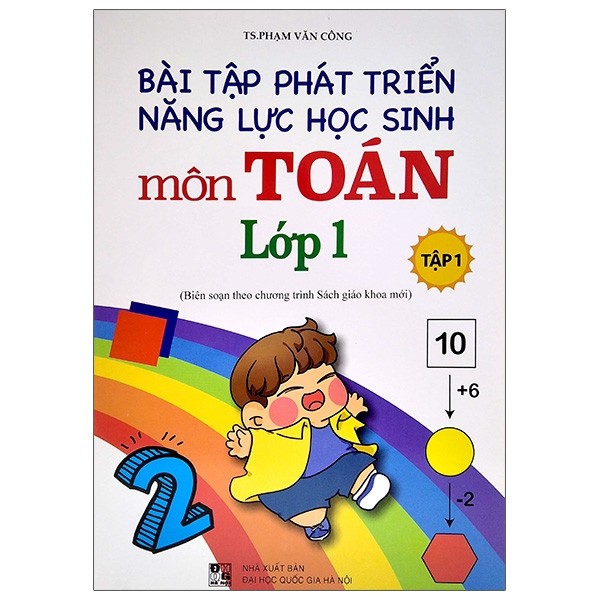 TS.PHẠM VĂN CÔNG
BÀI TẬP PHÁT TRIỂN
NĂNG LỰC HỌC SINH
môn TOÁN
Lớp 1
TẬP 1
(Biên soạn theo chương trình Sách giáo khoa mới)
10
+6
-2
2
NHÀ XUẤT BẢN
ĐẠI HỌC QUỐC GIA HÀ NỘI